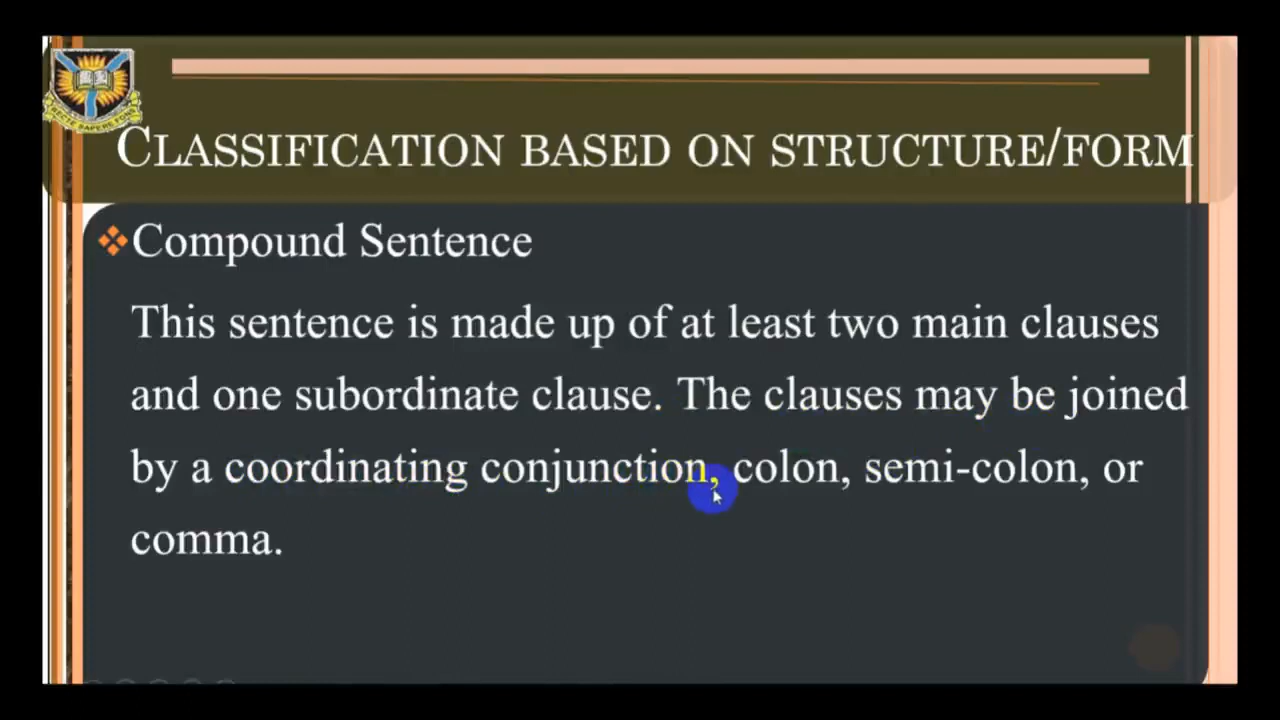 CLASSIFICATION BASED ON STRUCTURE/FORM
Compound Sentence
This sentence is made up of at least two main clauses
and one subordinate clause. The clauses may be joined
by a coordinating conjunction, colon, semi-colon, or
comma.